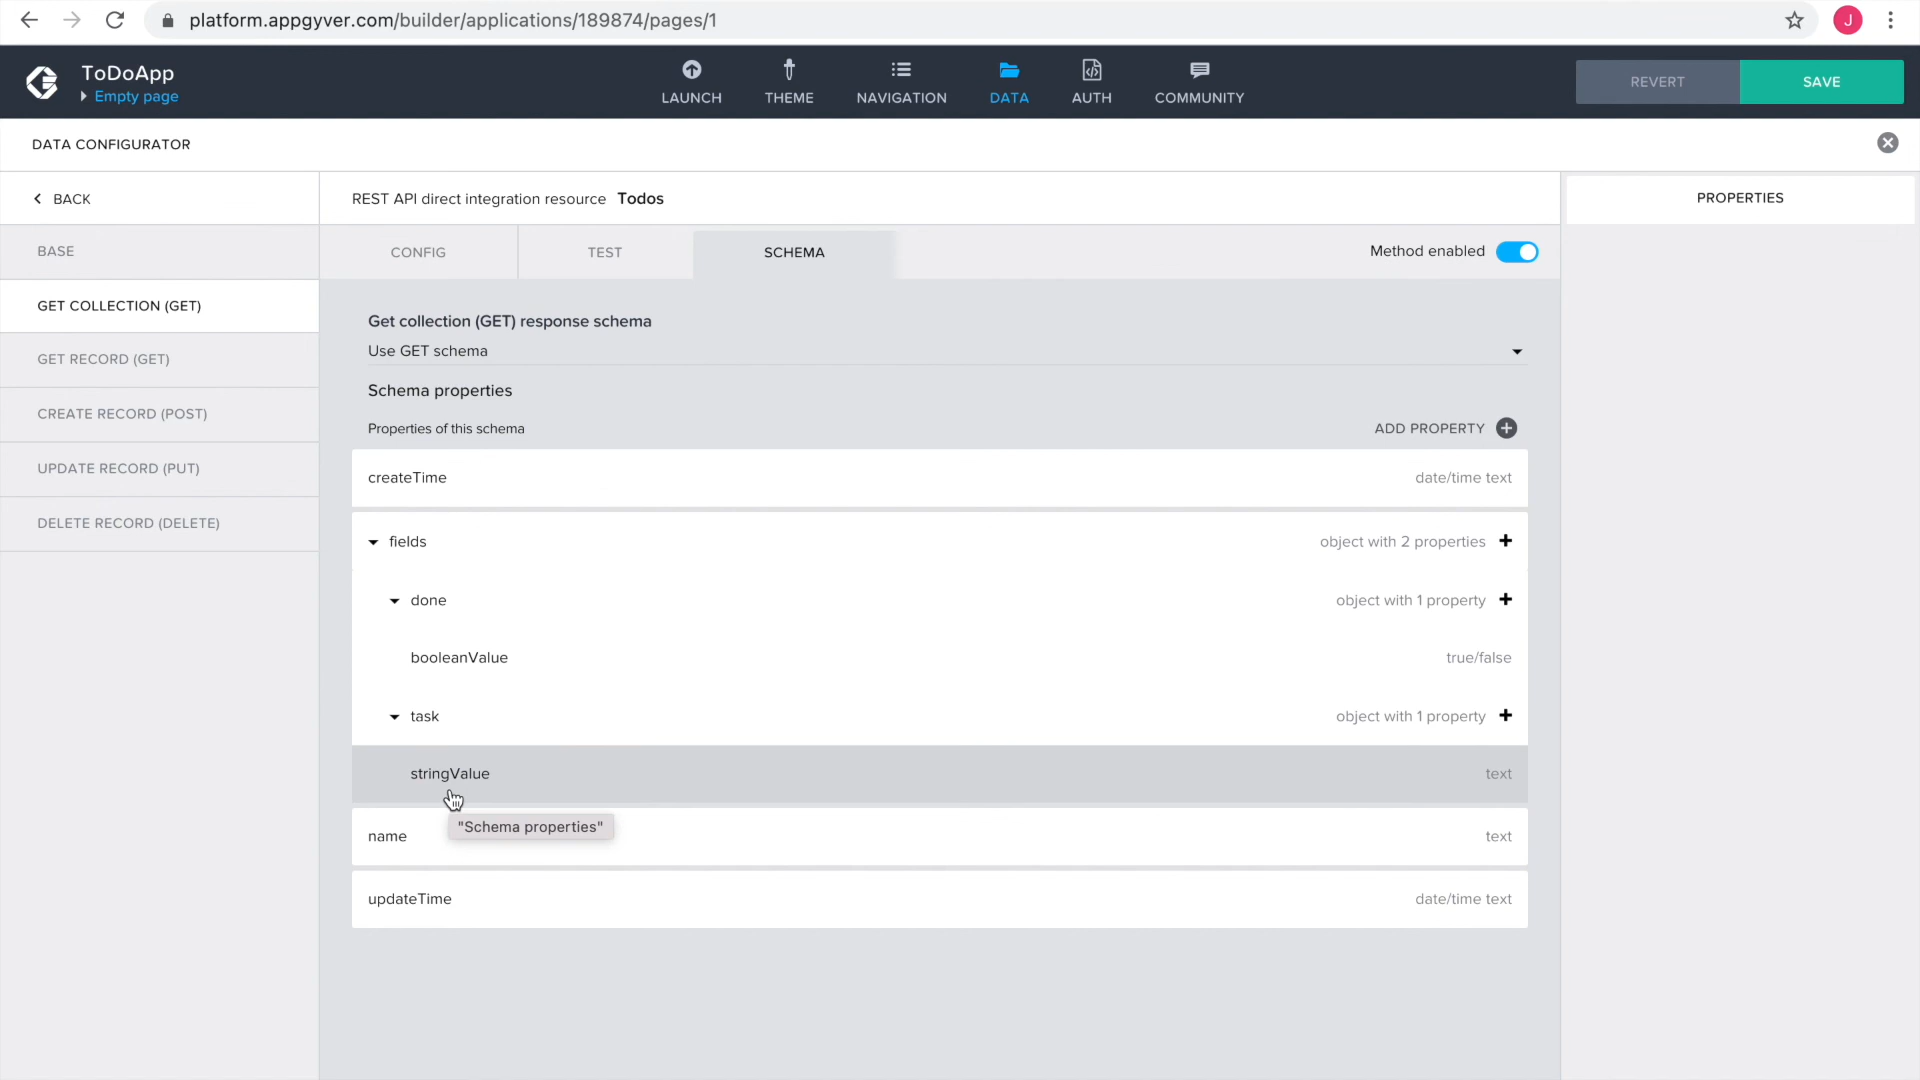 platform.appgyver.com/builder/applications/189874/pages/1
J
ToDoApp
Empty page
LAUNCH
THEME
NAVIGATION
DATA
AUTH
COMMUNITY
REVERT
SAVE
DATA CONFIGURATOR
BACK
REST API direct integration resource Todos
PROPERTIES
BASE
CONFIG
TEST
SCHEMA
Method enabled
GET COLLECTION (GET)
GET RECORD (GET)
CREATE RECORD (POST)
UPDATE RECORD (PUT)
DELETE RECORD (DELETE)
Get collection (GET) response schema
Use GET schema
Schema properties
Properties of this schema
ADD PROPERTY
createTime
date/time text
fields
object with 2 properties
done
object with 1 property
booleanValue
true/false
task
object with 1 property
stringValue
text
"Schema properties"
name
text
updateTime
date/time text